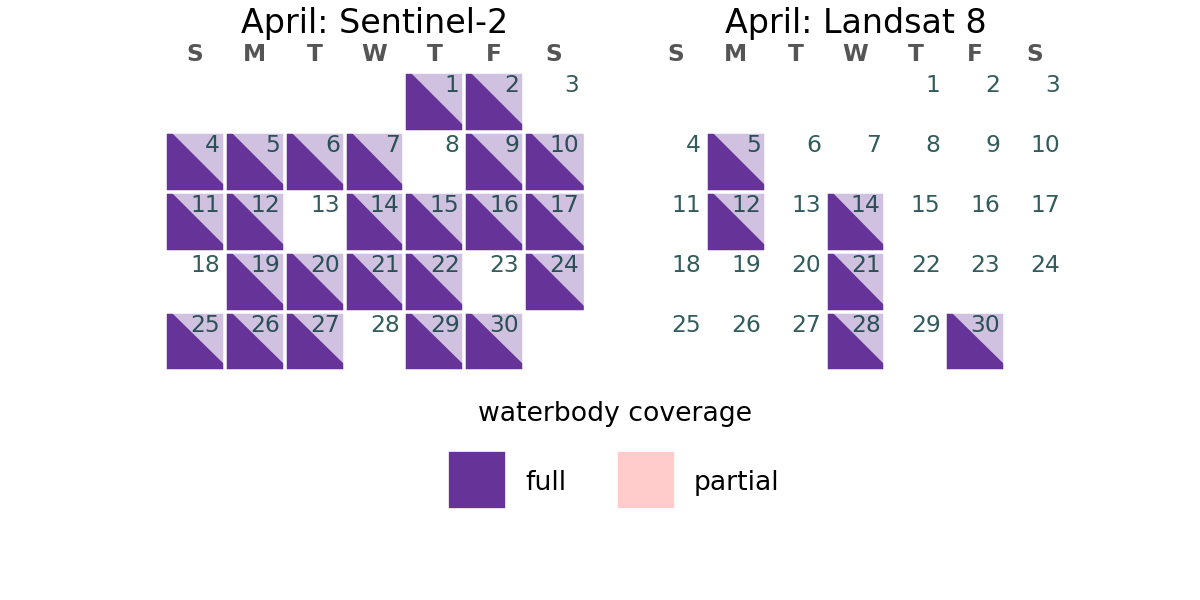 April: Sentinel-2
S M T W T F S
1 2 3
4 5 6 7 8 9 10
11 12 13 14 15 16 17
18 19 20 21 22 23 24
25 26 27 28 29 30
April: Landsat 8
S M T W T F S
1 2 3
4 5 6 7 8 9 10
11 12 13 14 15 16 17
18 19 20 21 22 23 24
25 26 27 28 29 30
waterbody coverage
full
partial